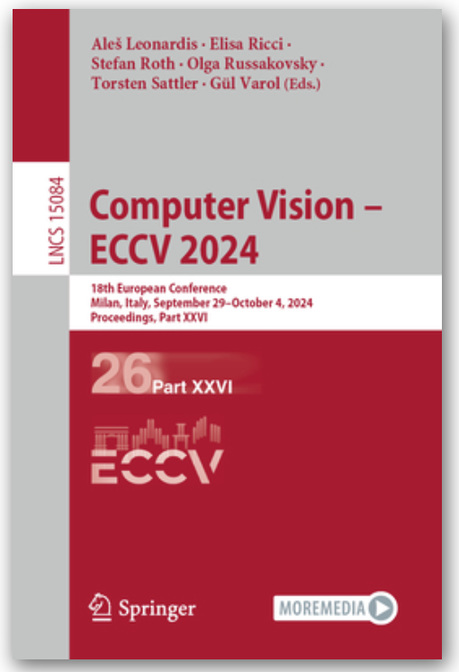 Aleš Leonardis · Elisa Ricci ·
Stefan Roth · Olga Russakovsky ·
Torsten Sattler · Gül Varol (Eds.)
LNCS 15084
Computer Vision –
ECCV 2024
18th European Conference
Milan, Italy, September 29–October 4, 2024
Proceedings, Part XXVI
26 Part XXVI
ECCV
Springer
MOREMEDIA